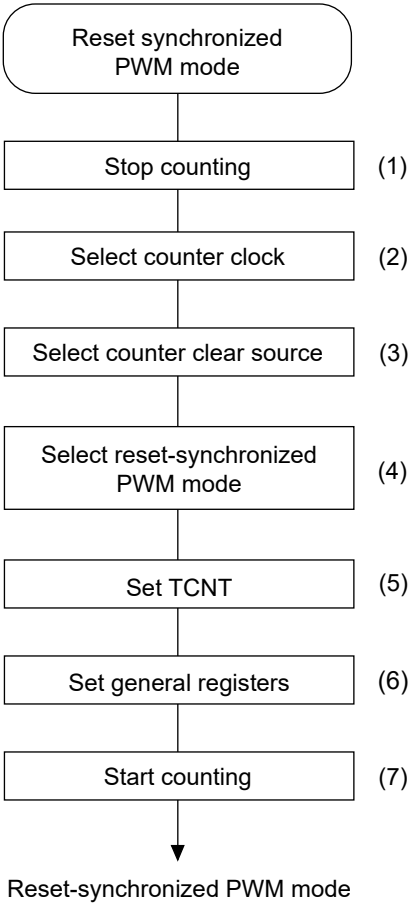 Reset synchronized
PWM mode
Stop counting (1)
Select counter clock (2)
Select counter clear source (3)
Select reset-synchronized
PWM mode
(4)
Set TCNT (5)
Set general registers (6)
Start counting (7)
Reset-synchronized PWM mode